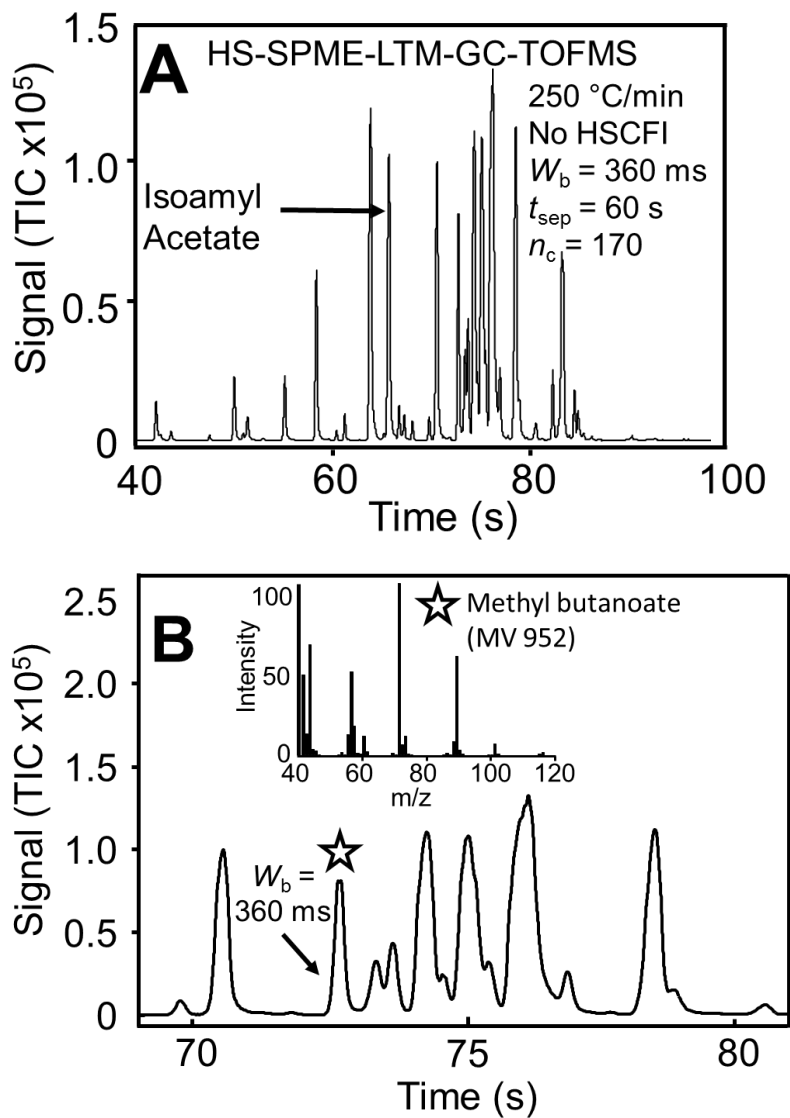 A
HS-SPME-LTM-GC-TOFMS
250 °C/min
No HSCFI
Wb = 360 ms
tsep = 60 s
nc = 170
Isoamyl
Acetate
Signal (TIC x10⁵)
1.5
1.0
0.5
0
40 60 80 100
Time (s)
B
☆ Methyl butanoate
(MV 952)
Intensity
100
50
0
40 60 80 100 120
m/z
Wb =
360 ms
Signal (TIC x10⁵)
2.5
2.0
1.5
1.0
0.5
0
70 75 80
Time (s)